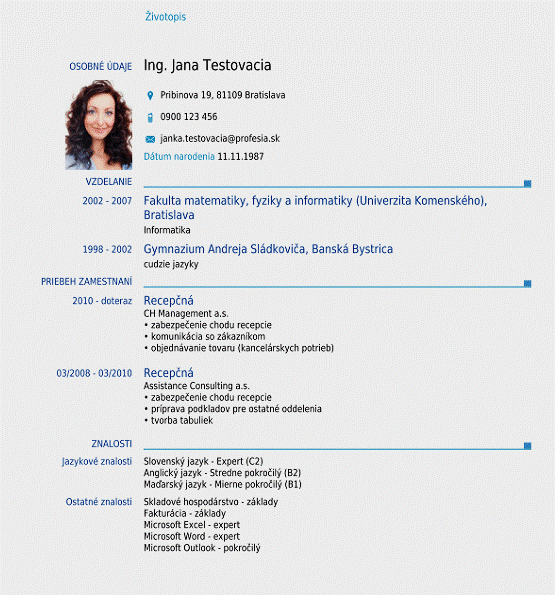 Životopis
OSOBNÉ ÚDAJE
Ing. Jana Testovacia
Pribinova 19, 81109 Bratislava
0900 123 456
janka.testovacia@profesia.sk
Dátum narodenia 11.11.1987
VZDELANIE
2002 - 2007
Fakulta matematiky, fyziky a informatiky (Univerzita Komenského),
Bratislava
Informatika
1998 - 2002
Gymnazium Andreja Sládkoviča, Banská Bystrica
cudzie jazyky
PRIEBEH ZAMESTNANÍ
2010 - doteraz
Recepčná
CH Management a.s.
• zabezpečenie chodu recepcie
• komunikácia so zákazníkom
• objednávanie tovaru (kancelárskych potrieb)
03/2008 - 03/2010
Recepčná
Assistance Consulting a.s.
• zabezpečenie chodu recepcie
• príprava podkladov pre ostatné oddelenia
• tvorba tabuliek
ZNALOSTI
Jazykové znalosti
Slovenský jazyk - Expert (C2)
Anglický jazyk - Stredne pokročilý (B2)
Maďarský jazyk - Mierne pokročilý (B1)
Ostatné znalosti
Skladové hospodárstvo - základy
Fakturácia - základy
Microsoft Excel - expert
Microsoft Word - expert
Microsoft Outlook - pokročilý